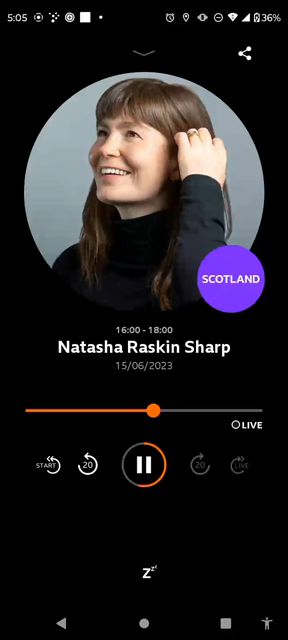 5:05
36%
SCOTLAND
16:00 - 18:00
Natasha Raskin Sharp
15/06/2023
LIVE
START
20
20
LIVE
Zzz